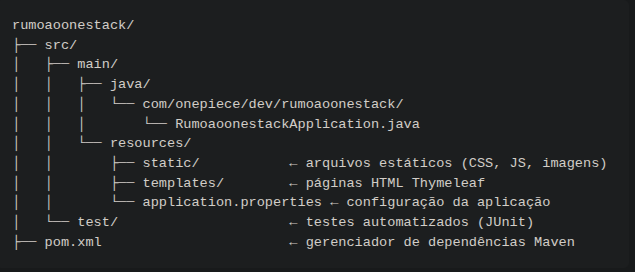 rumoaoonestack/
├── src/
│   ├── main/
│   │   ├── java/
│   │   │   └── com/onepiece/dev/rumoaoonestack/
│   │   │       └── RumoaoonestackApplication.java
│   │   └── resources/
│   │       ├── static/           ← arquivos estáticos (CSS, JS, imagens)
│   │       ├── templates/        ← páginas HTML Thymeleaf
│   │       └── application.properties ← configuração da aplicação
│   └── test/                     ← testes automatizados (JUnit)
├── pom.xml                       ← gerenciador de dependências Maven